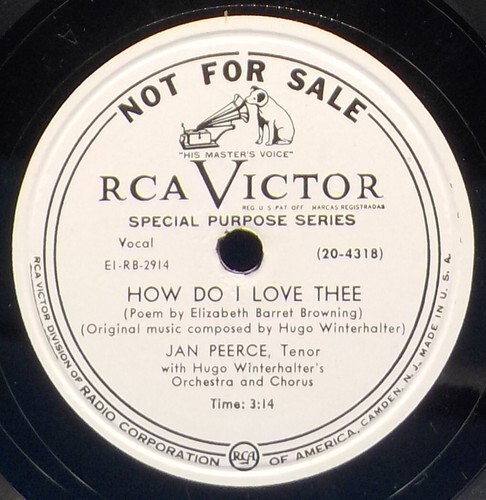 NOT FOR SALE
"HIS MASTER'S VOICE"
RCA VICTOR
REG U S PAT OFF MARCAS REGISTRADAS
SPECIAL PURPOSE SERIES
Vocal
(20-4318)
E1-RB-2914
HOW DO I LOVE THEE
(Poem by Elizabeth Barret Browning)
(Original music composed by Hugo Winterhalter)
JAN PEERCE, Tenor
with Hugo Winterhalter's
Orchestra and Chorus
Time: 3:14
RCA VICTOR DIVISION OF RADIO CORPORATION RCA OF AMERICA, CAMDEN, N. J. MADE IN U. S. A.